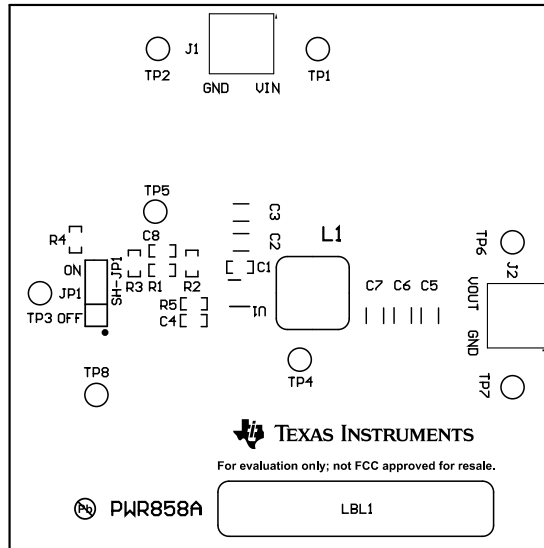 J1
TP2
TP1
GND VIN
TP5
R4
C8
C3
C2
L1
TP6
ON
SH-JP1
R3 R1 R2
C1
J2
JP1
R5
U1
C7 C6 C5
VOUT
TP3 OFF
C4
GND
TP4
TP8
TP7
TEXAS INSTRUMENTS
For evaluation only; not FCC approved for resale.
Pb PWR858A
LBL1